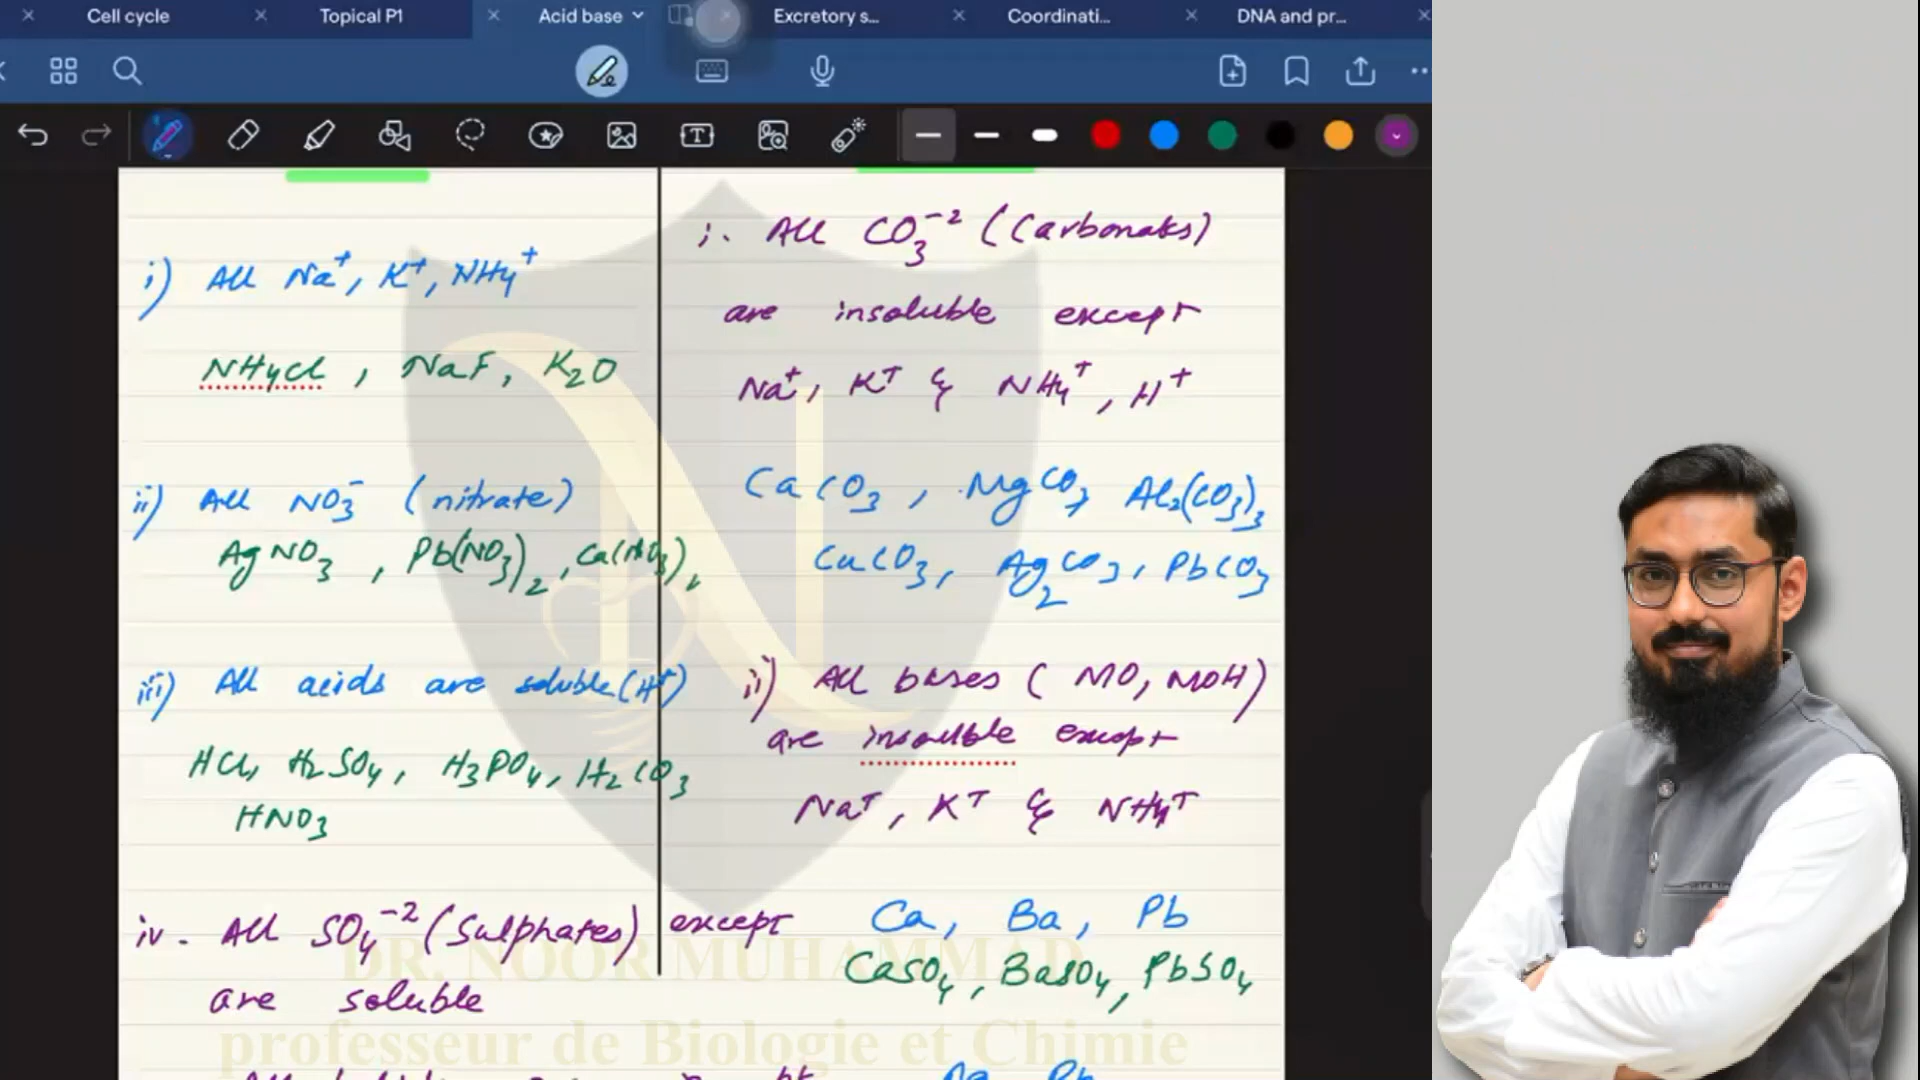 Cell cycle
Topical P1
Acid base
Excretory s...
Coordinati...
DNA and pr...
i) All Na⁺, K⁺, NH4⁺
NH4Cl, NaF, K2O
ii) All NO3⁻ (nitrate)
AgNO3, Pb(NO3)2, Ca(NO3)2
iii) All acids are soluble (H⁺)
HCl, H2SO4, H3PO4, H2CO3
HNO3
iv. All SO4⁻² (Sulphates) except Ca, Ba, Pb
are soluble
CaSO4, BaSO4, PbSO4
i. All CO3⁻² (Carbonates)
are insoluble except
Na⁺, K⁺ & NH4⁺, H⁺
CaCO3, MgCO3 Al2(CO3)3
CuCO3, Ag2CO3, PbCO3
ii) All bases (MO, MOH)
are insoluble except
Na⁺, K⁺ & NH4⁺
DR. NOOR MUHAMMAD
professeur de Biologie et Chimie